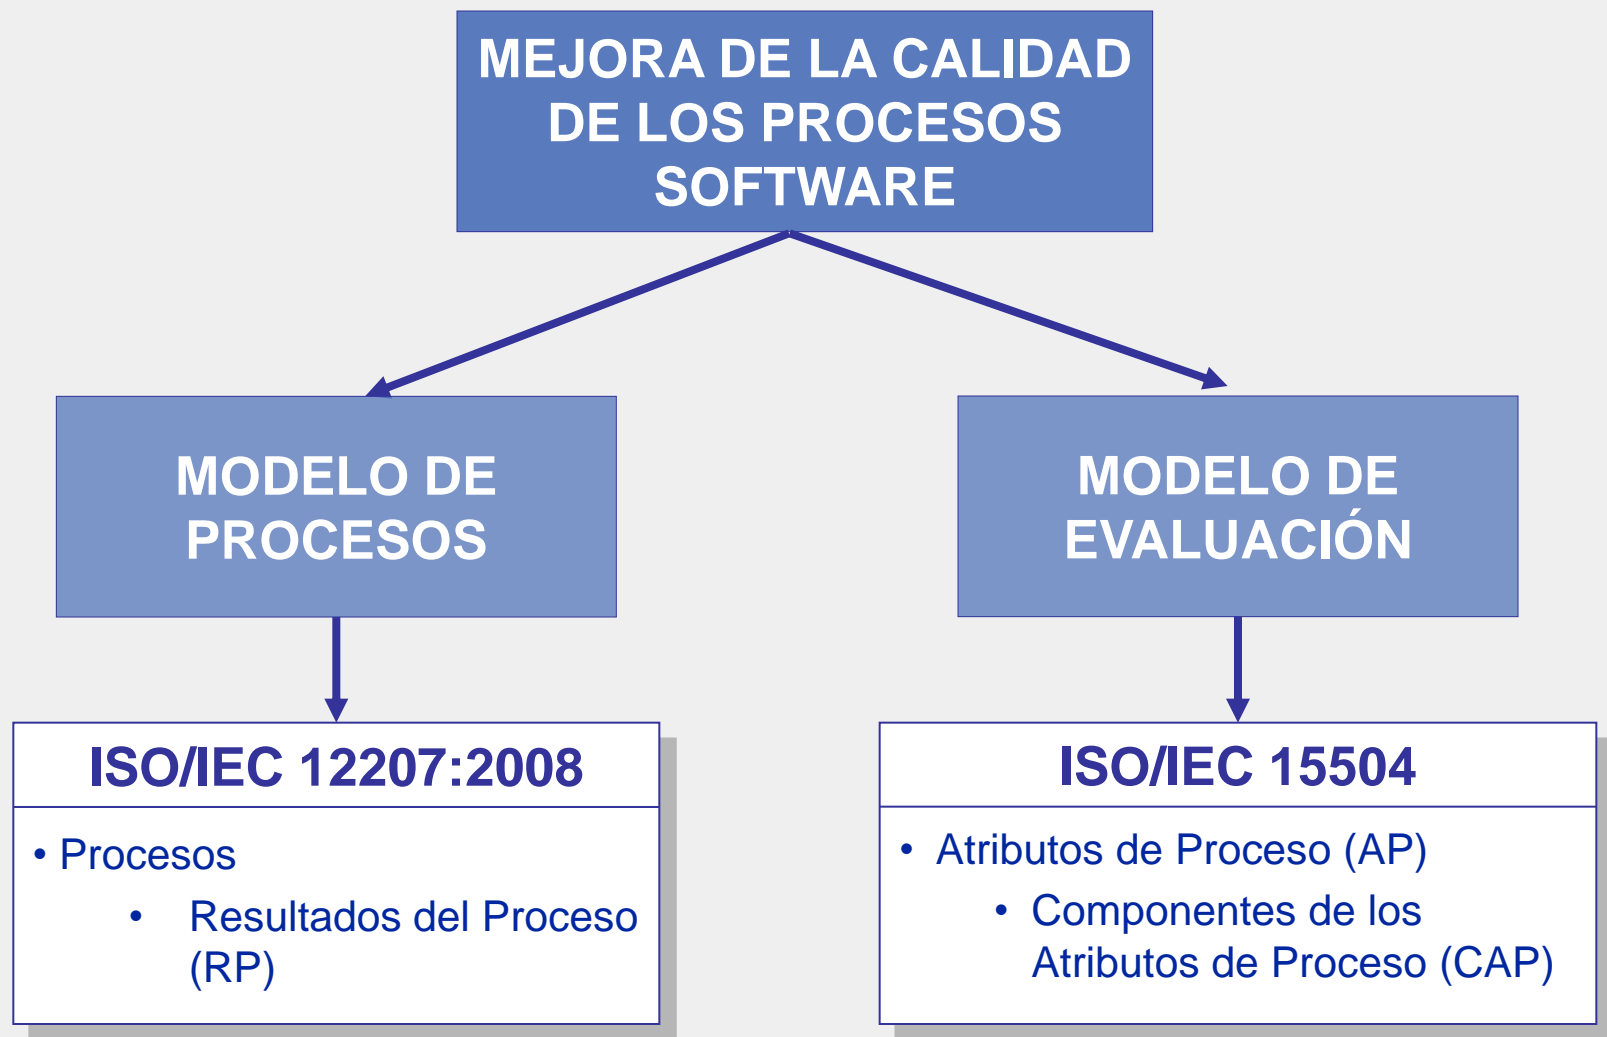 MEJORA DE LA CALIDAD
DE LOS PROCESOS
SOFTWARE
MODELO DE
PROCESOS
MODELO DE
EVALUACIÓN
ISO/IEC 12207:2008
• Procesos
• Resultados del Proceso
(RP)
ISO/IEC 15504
• Atributos de Proceso (AP)
• Componentes de los
Atributos de Proceso (CAP)